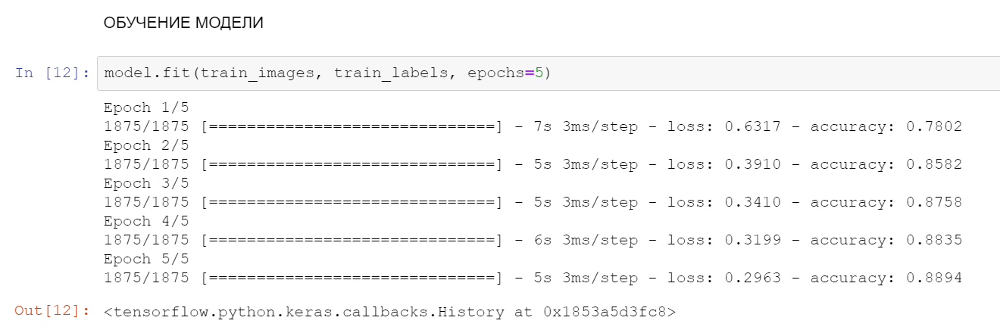 ОБУЧЕНИЕ МОДЕЛИ
In [12]: model.fit(train_images, train_labels, epochs=5)
Epoch 1/5
1875/1875 [==============================] - 7s 3ms/step - loss: 0.6317 - accuracy: 0.7802
Epoch 2/5
1875/1875 [==============================] - 5s 3ms/step - loss: 0.3910 - accuracy: 0.8582
Epoch 3/5
1875/1875 [==============================] - 5s 3ms/step - loss: 0.3410 - accuracy: 0.8758
Epoch 4/5
1875/1875 [==============================] - 6s 3ms/step - loss: 0.3199 - accuracy: 0.8835
Epoch 5/5
1875/1875 [==============================] - 5s 3ms/step - loss: 0.2963 - accuracy: 0.8894
Out[12]: <tensorflow.python.keras.callbacks.History at 0x1853a5d3fc8>